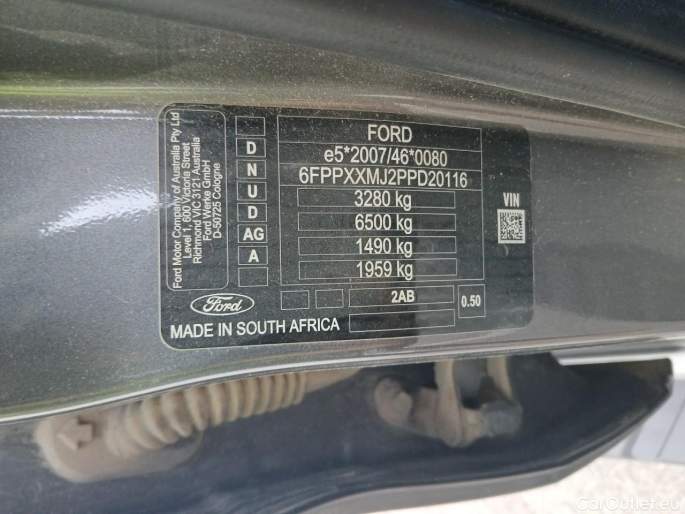 Ford Motor Company of Australia Pty Ltd
Level 1, 600 Victoria Street
Richmond VIC 3121 Australia
Ford Werke GmbH
D-50725 Cologne
D
N
U
D
AG
A
FORD
e5*2007/46*0080
6FPPXXMJ2PPD20116
3280 kg
6500 kg
1490 kg
1959 kg
VIN
Ford
2AB
0.50
MADE IN SOUTH AFRICA
CarOutlet.eu